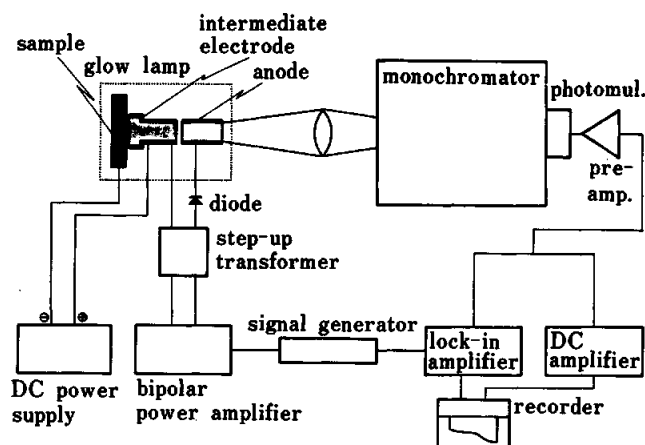 intermediate
electrode
sample
glow lamp
anode
monochromator
photomul.
pre-
amp.
diode
step-up
transformer
⊖ ⊕
signal generator
lock-in
amplifier
DC
amplifier
DC power
supply
bipolar
power amplifier
recorder